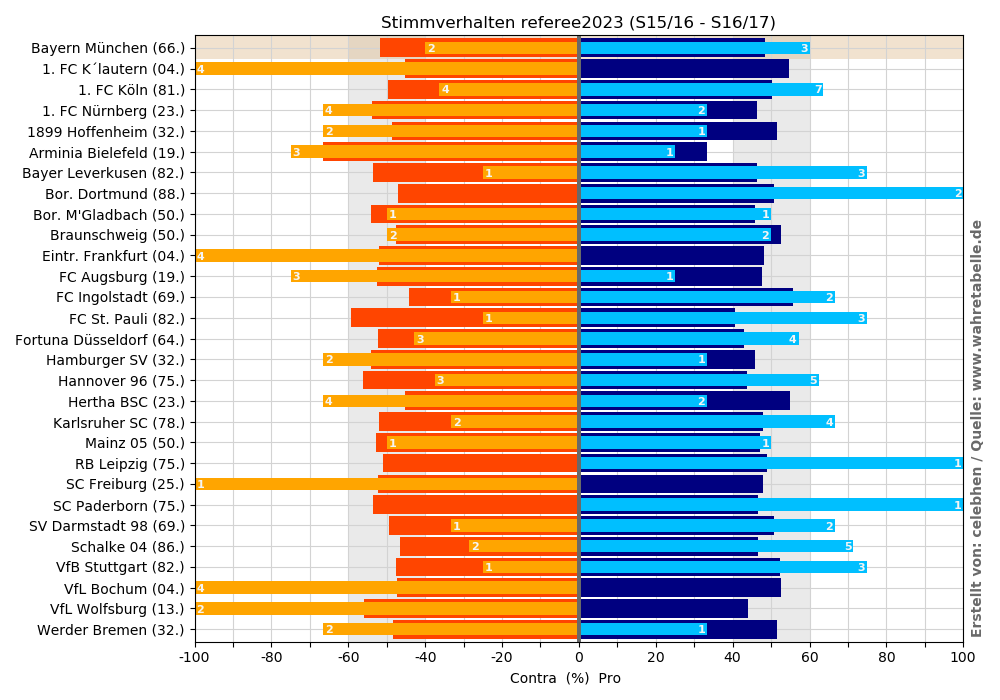 Stimmverhalten referee2023 (S15/16 - S16/17)
Bayern München (66.) 2 3
1. FC K´lautern (04.) 4
1. FC Köln (81.) 4 7
1. FC Nürnberg (23.) 4 2
1899 Hoffenheim (32.) 2 1
Arminia Bielefeld (19.) 3 1
Bayer Leverkusen (82.) 1 3
Bor. Dortmund (88.) 2
Bor. M'Gladbach (50.) 1 1
Braunschweig (50.) 2 2
Eintr. Frankfurt (04.) 4
FC Augsburg (19.) 3 1
FC Ingolstadt (69.) 1 2
FC St. Pauli (82.) 1 3
Fortuna Düsseldorf (64.) 3 4
Hamburger SV (32.) 2 1
Hannover 96 (75.) 3 5
Hertha BSC (23.) 4 2
Karlsruher SC (78.) 2 4
Mainz 05 (50.) 1 1
RB Leipzig (75.) 1
SC Freiburg (25.) 1
SC Paderborn (75.) 1
SV Darmstadt 98 (69.) 1 2
Schalke 04 (86.) 2 5
VfB Stuttgart (82.) 1 3
VfL Bochum (04.) 4
VfL Wolfsburg (13.) 2
Werder Bremen (32.) 2 1
-100 -80 -60 -40 -20 0 20 40 60 80 100
Contra (%) Pro
Erstellt von: celebhen / Quelle: www.wahretabelle.de